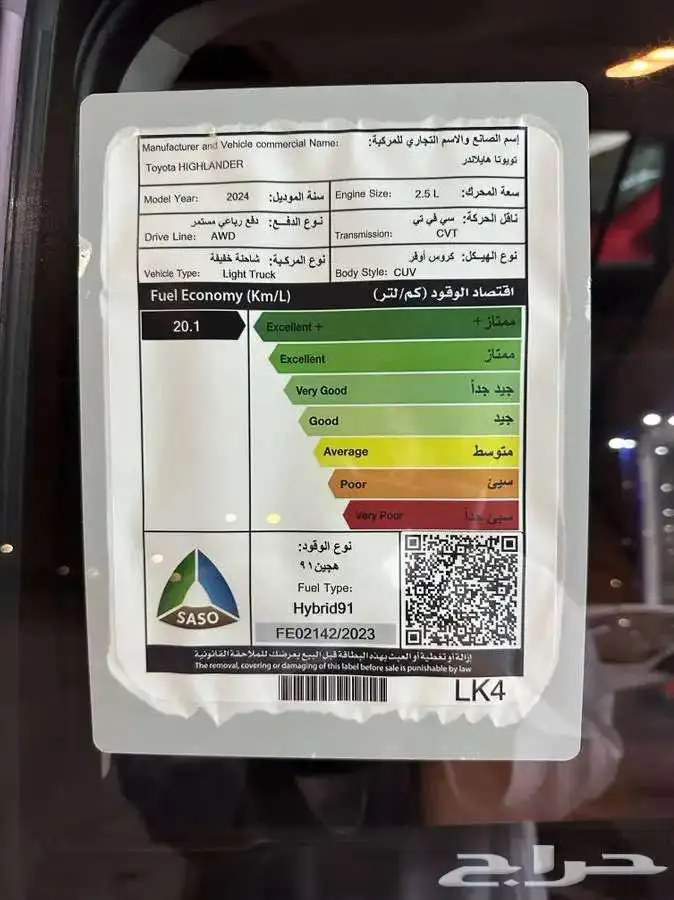 Manufacturer and Vehicle commercial Name: إسم الصانع والاسم التجاري للمركبة:
Toyota HIGHLANDER تويوتا هايلاندر
Model Year: 2024 سنة الموديل:
Engine Size: 2.5 L سعة المحرك:
نوع الدفــع: دفع رباعي مستمر
Drive Line: AWD
ناقل الحركة: سي في تي
Transmission: CVT
نوع المركبة: شاحنة خفيفة
Vehicle Type: Light Truck
نوع الهيـكل: كروس أوفر
Body Style: CUV
Fuel Economy (Km/L) اقتصاد الوقود (كم/لتر)
20.1
Excellent + ممتاز +
Excellent ممتاز
Very Good جيد جداً
Good جيد
Average متوسط
Poor سيئ
Very Poor سيئ جداً
SASO
نوع الوقود:
هجين ٩١
Fuel Type:
Hybrid91
FE02142/2023
إزالة أو تغطية أو العبث بهذه البطاقة قبل البيع يعرضك للملاحقة القانونية
The removal, covering or damaging of this label before sale is punishable by law
LK4
حراج